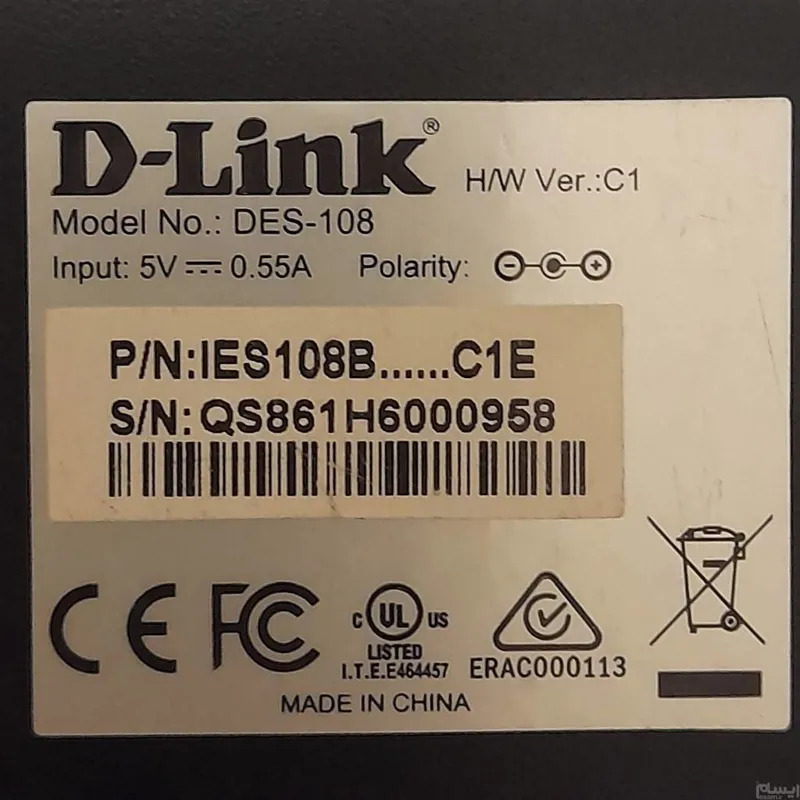 D-Link®
H/W Ver.:C1
Model No.: DES-108
Input: 5V ⎓ 0.55A Polarity:
P/N:IES108B......C1E
S/N: QS861H6000958
CE FC c UL US
LISTED
I.T.E.E464457
ERAC000113
MADE IN CHINA
ایسام